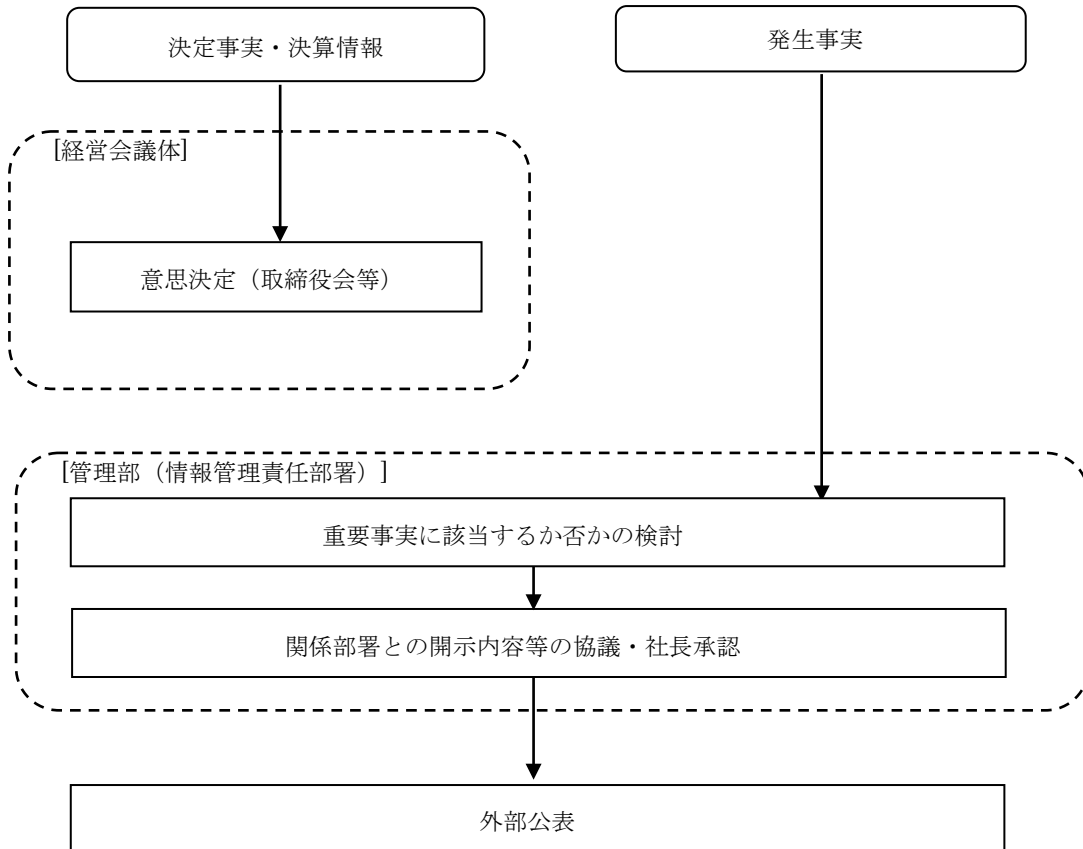 決定事実・決算情報
発生事実
[経営会議体]
意思決定（取締役会等）
[管理部（情報管理責任部署）]
重要事実に該当するか否かの検討
関係部署との開示内容等の協議・社長承認
外部公表